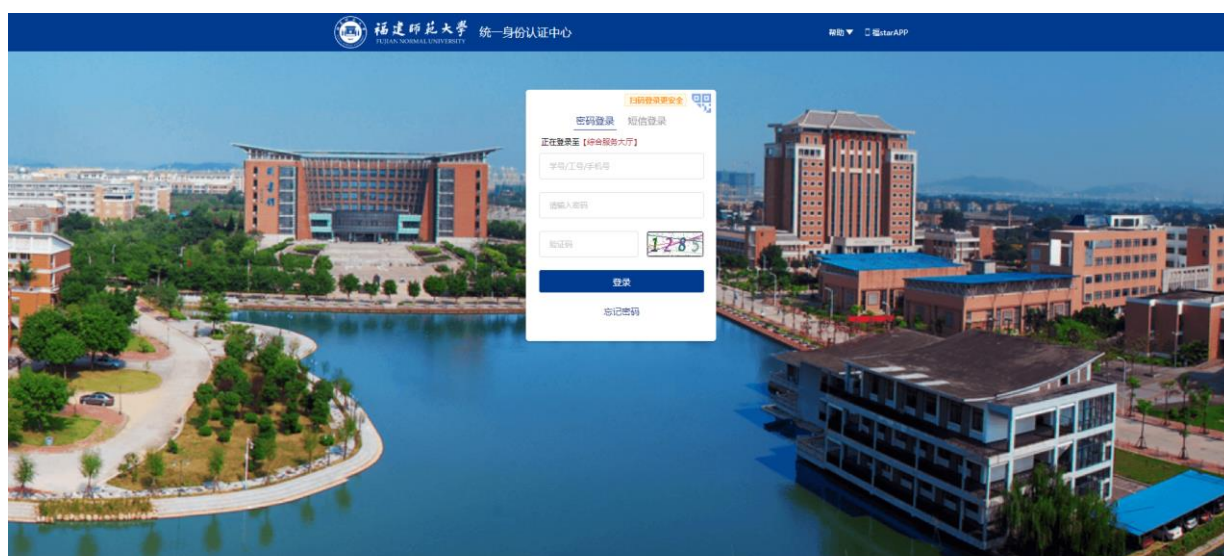 福建师范大学 统一身份认证中心
FUJIAN NORMAL UNIVERSITY
帮助▼ 福starAPP
扫码登录更安全
密码登录 短信登录
正在登录至【综合服务大厅】
学号/工号/手机号
请输入密码
验证码 1285
登录
忘记密码